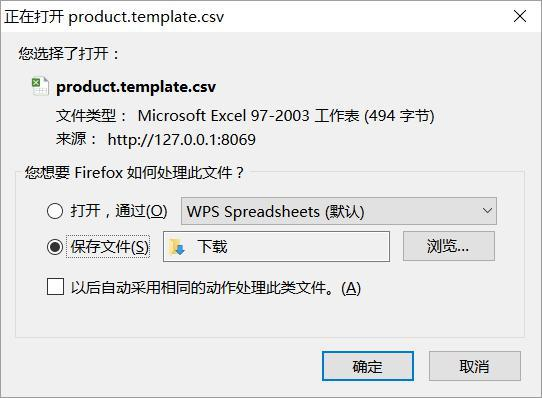 正在打开 product.template.csv
您选择了打开：
product.template.csv
文件类型： Microsoft Excel 97-2003 工作表 (494 字节)
来源： http://127.0.0.1:8069
您想要 Firefox 如何处理此文件？
打开，通过(O) WPS Spreadsheets (默认)
保存文件(S) 下载 浏览...
以后自动采用相同的动作处理此类文件。(A)
确定 取消